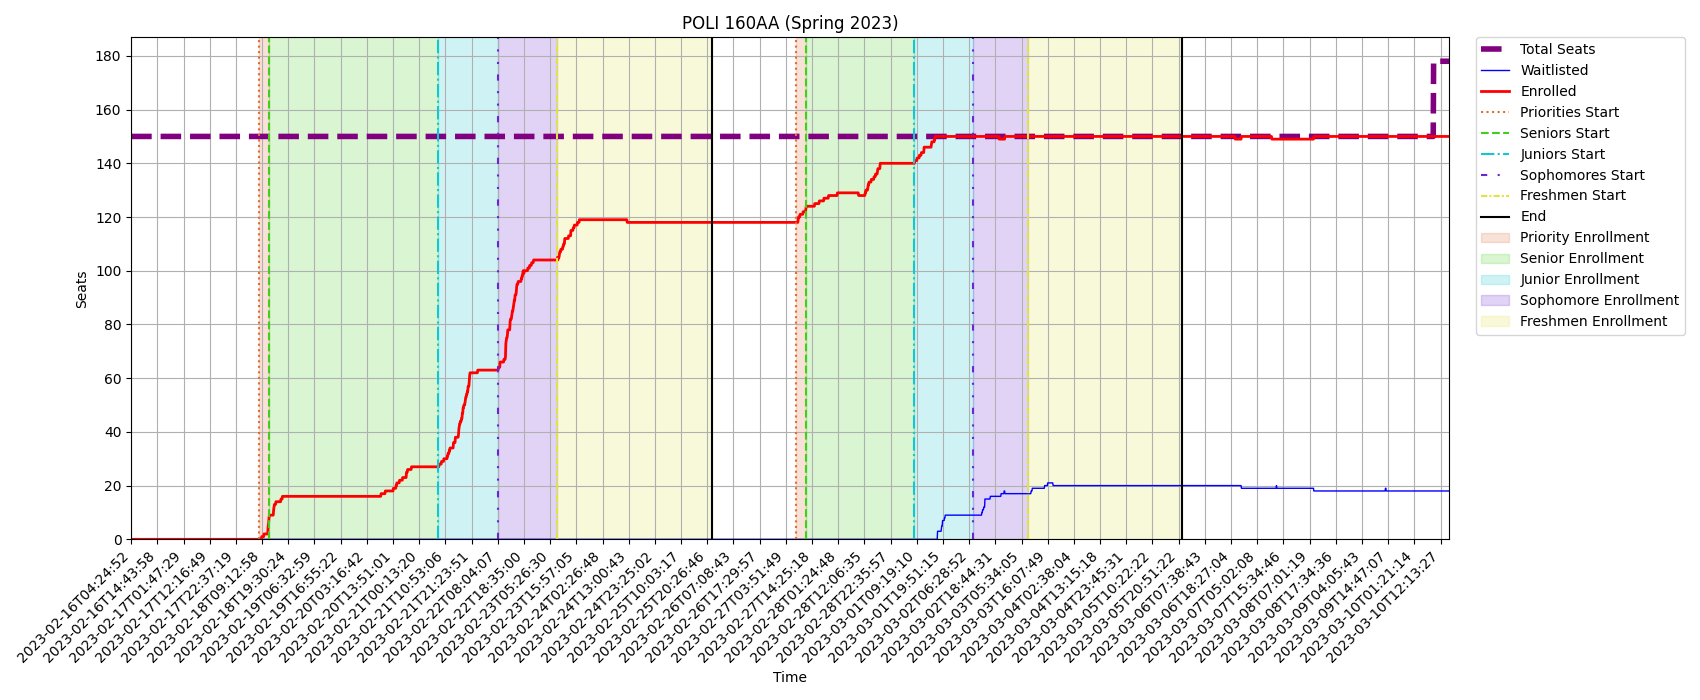 POLI 160AA (Spring 2023)
Seats
180
160
140
120
100
80
60
40
20
0
2023-02-16T04:24:52
2023-02-16T14:43:58
2023-02-17T01:47:29
2023-02-17T12:16:49
2023-02-17T22:37:19
2023-02-18T09:12:58
2023-02-18T19:30:24
2023-02-19T06:32:59
2023-02-19T16:55:22
2023-02-20T03:16:42
2023-02-20T13:51:01
2023-02-21T00:13:20
2023-02-21T10:53:06
2023-02-21T21:23:51
2023-02-22T08:04:07
2023-02-22T18:35:00
2023-02-23T05:26:30
2023-02-23T15:57:05
2023-02-24T02:26:48
2023-02-24T13:00:43
2023-02-24T23:25:02
2023-02-25T10:03:17
2023-02-25T20:26:46
2023-02-26T07:08:43
2023-02-26T17:29:57
2023-02-27T03:51:49
2023-02-27T14:25:18
2023-02-28T01:24:48
2023-02-28T12:06:35
2023-02-28T22:35:57
2023-03-01T09:19:10
2023-03-01T19:51:15
2023-03-02T06:28:52
2023-03-02T18:44:31
2023-03-03T05:34:05
2023-03-03T16:07:49
2023-03-04T02:38:04
2023-03-04T13:15:18
2023-03-04T23:45:31
2023-03-05T10:22:22
2023-03-05T20:51:22
2023-03-06T07:38:43
2023-03-06T18:27:04
2023-03-07T05:02:08
2023-03-07T15:34:46
2023-03-08T07:01:19
2023-03-08T17:34:36
2023-03-09T04:05:43
2023-03-09T14:47:07
2023-03-10T01:21:14
2023-03-10T12:13:27
Time
Total Seats
Waitlisted
Enrolled
Priorities Start
Seniors Start
Juniors Start
Sophomores Start
Freshmen Start
End
Priority Enrollment
Senior Enrollment
Junior Enrollment
Sophomore Enrollment
Freshmen Enrollment